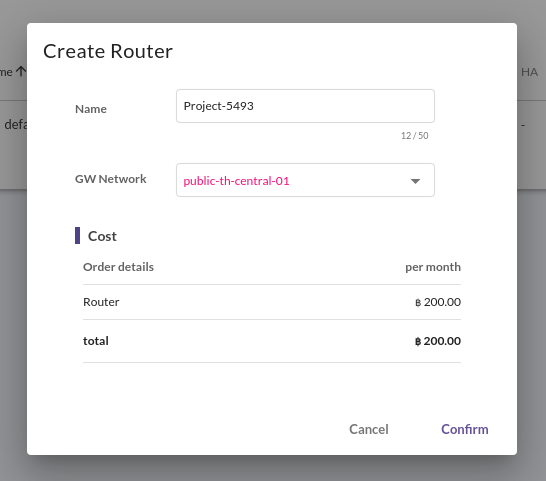 Create Router
me ↑
HA
defa
-
Name
Project-5493
12 / 50
GW Network
public-th-central-01
Cost
Order details per month
Router ฿ 200.00
total ฿ 200.00
Cancel Confirm